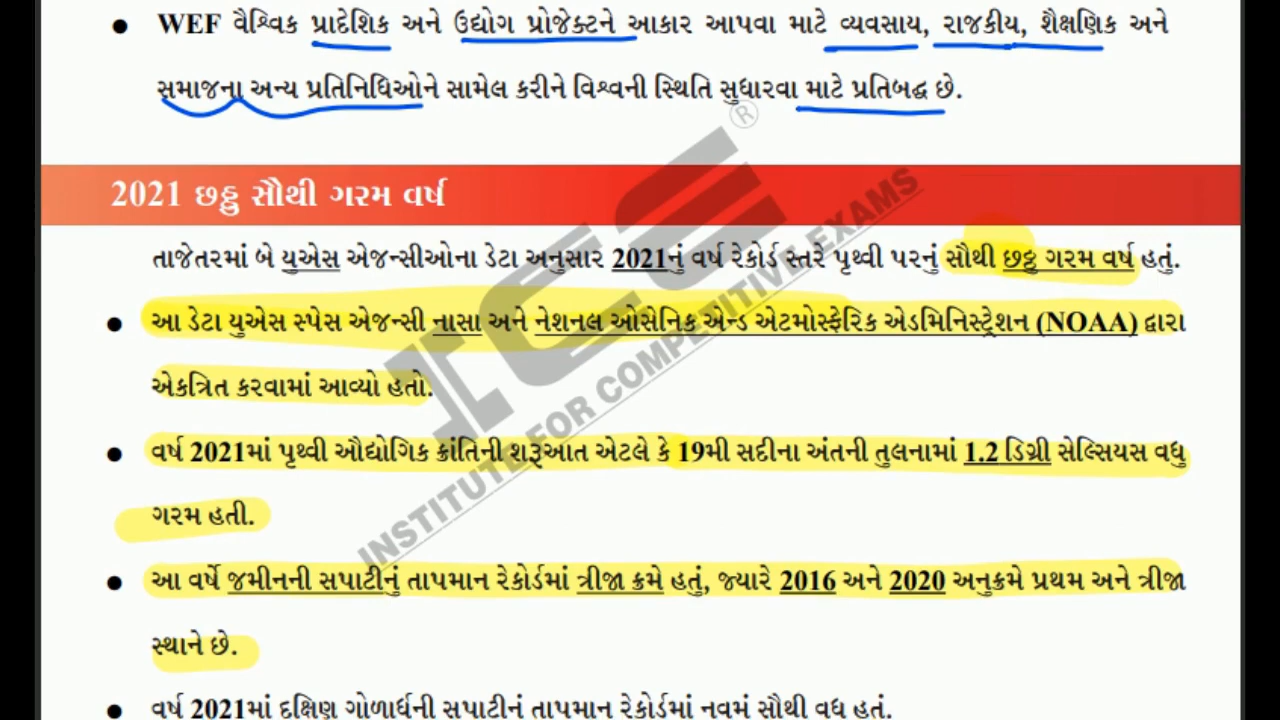 ● WEF વૈશ્વિક પ્રાદેશિક અને ઉદ્યોગ પ્રોજેક્ટને આકાર આપવા માટે વ્યવસાય, રાજકીય, શૈક્ષણિક અને
સમાજના અન્ય પ્રતિનિધિઓને સામેલ કરીને વિશ્વની સ્થિતિ સુધારવા માટે પ્રતિબદ્ધ છે.
2021 છઠ્ઠુ સૌથી ગરમ વર્ષ
તાજેતરમાં બે યુએસ એજન્સીઓના ડેટા અનુસાર 2021નું વર્ષ રેકોર્ડ સ્તરે પૃથ્વી પરનું સૌથી છઠ્ઠુ ગરમ વર્ષ હતું.
● આ ડેટા યુએસ સ્પેસ એજન્સી નાસા અને નેશનલ ઓસેનિક એન્ડ એટમોસ્ફેરિક એડમિનિસ્ટ્રેશન (NOAA) દ્વારા
એકત્રિત કરવામાં આવ્યો હતો.
● વર્ષ 2021માં પૃથ્વી ઔદ્યોગિક ક્રાંતિની શરૂઆત એટલે કે 19મી સદીના અંતની તુલનામાં 1.2 ડિગ્રી સેલ્સિયસ વધુ
ગરમ હતી.
● આ વર્ષે જમીનની સપાટીનું તાપમાન રેકોર્ડમાં ત્રીજા ક્રમે હતું, જ્યારે 2016 અને 2020 અનુક્રમે પ્રથમ અને ત્રીજા
સ્થાને છે.
● વર્ષ 2021માં દક્ષિણ ગોળાર્ધની સપાટીનું તાપમાન રેકોર્ડમાં નવમું સૌથી વધુ હતું.
ICE ®
INSTITUTE FOR COMPETITIVE EXAMS